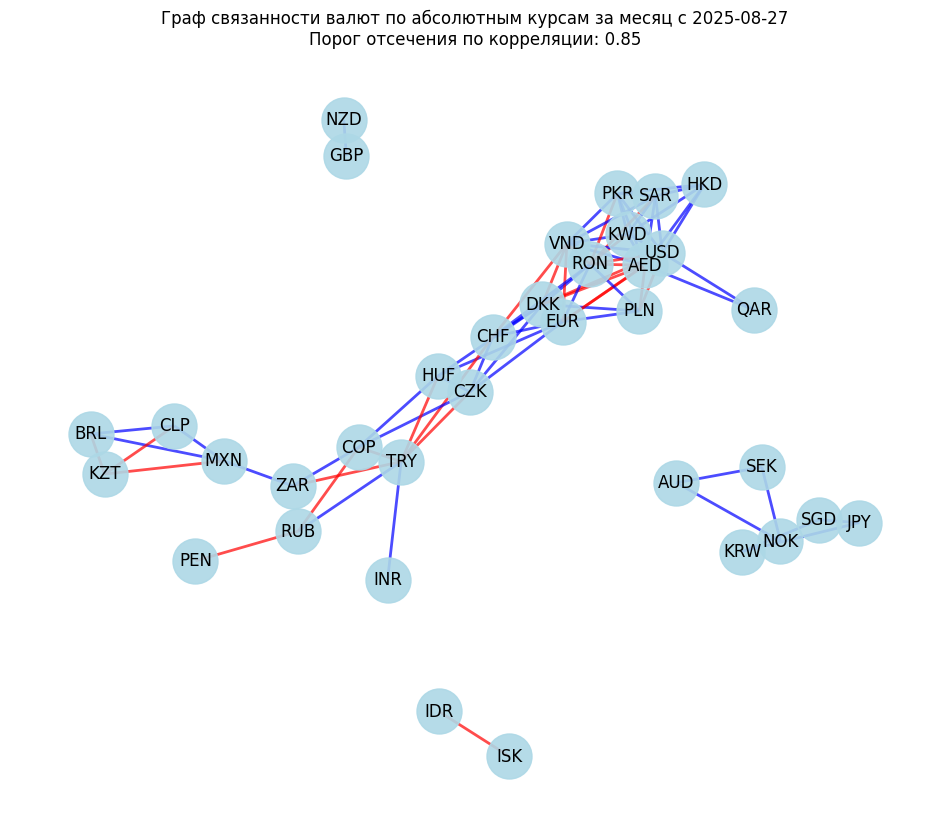 Граф связанности валют по абсолютным курсам за месяц с 2025-08-27
Порог отсечения по корреляции: 0.85
NZD
GBP
PKR
SAR
HKD
KWD
VND
USD
RON
AED
DKK
PLN
QAR
EUR
CHF
HUF
CZK
CLP
BRL
COP
MXN
TRY
KZT
ZAR
SEK
AUD
SGD
JPY
RUB
NOK
KRW
PEN
INR
IDR
ISK